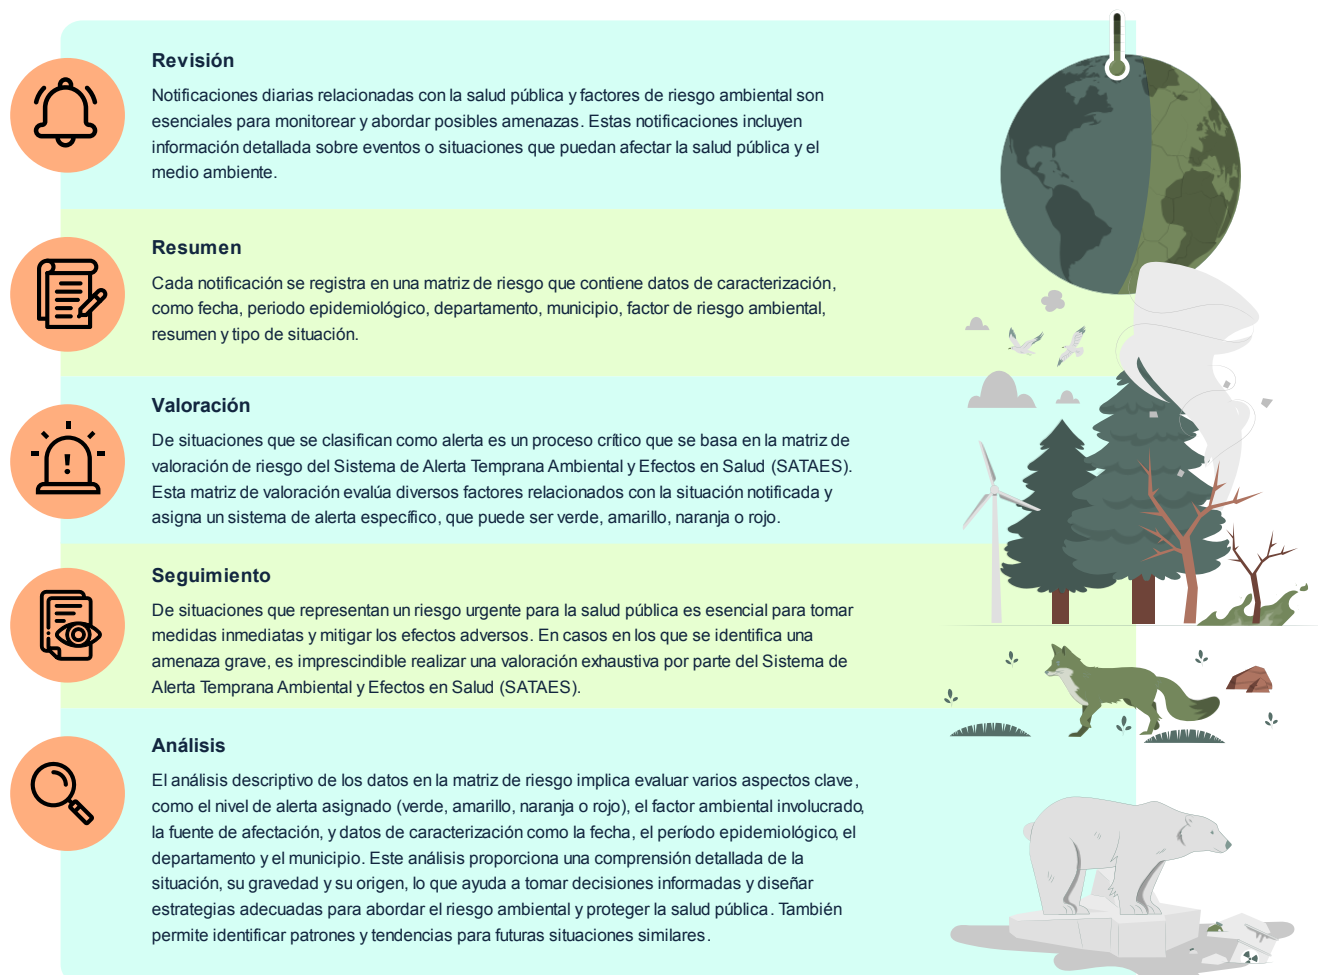 Revisión
Notificaciones diarias relacionadas con la salud pública y factores de riesgo ambiental son
esenciales para monitorear y abordar posibles amenazas. Estas notificaciones incluyen
información detallada sobre eventos o situaciones que puedan afectar la salud pública y el
medio ambiente.
Resumen
Cada notificación se registra en una matriz de riesgo que contiene datos de caracterización,
como fecha, periodo epidemiológico, departamento, municipio, factor de riesgo ambiental,
resumen y tipo de situación.
Valoración
De situaciones que se clasifican como alerta es un proceso crítico que se basa en la matriz de
valoración de riesgo del Sistema de Alerta Temprana Ambiental y Efectos en Salud (SATAES).
Esta matriz de valoración evalúa diversos factores relacionados con la situación notificada y
asigna un sistema de alerta específico, que puede ser verde, amarillo, naranja o rojo.
Seguimiento
De situaciones que representan un riesgo urgente para la salud pública es esencial para tomar
medidas inmediatas y mitigar los efectos adversos. En casos en los que se identifica una
amenaza grave, es imprescindible realizar una valoración exhaustiva por parte del Sistema de
Alerta Temprana Ambiental y Efectos en Salud (SATAES).
Análisis
El análisis descriptivo de los datos en la matriz de riesgo implica evaluar varios aspectos clave,
como el nivel de alerta asignado (verde, amarillo, naranja o rojo), el factor ambiental involucrado,
la fuente de afectación, y datos de caracterización como la fecha, el período epidemiológico, el
departamento y el municipio. Este análisis proporciona una comprensión detallada de la
situación, su gravedad y su origen, lo que ayuda a tomar decisiones informadas y diseñar
estrategias adecuadas para abordar el riesgo ambiental y proteger la salud pública. También
permite identificar patrones y tendencias para futuras situaciones similares.